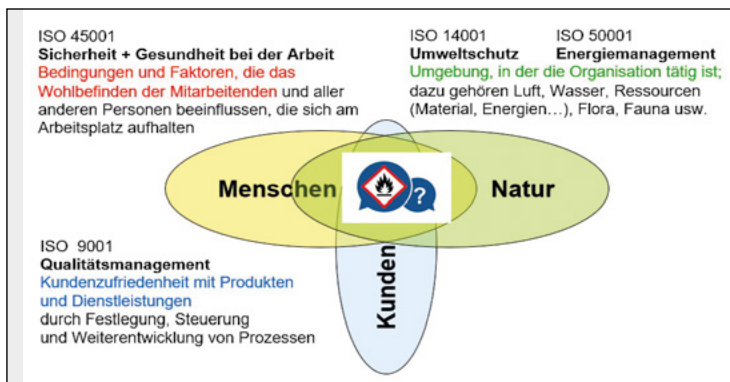 ISO 45001
Sicherheit + Gesundheit bei der Arbeit
Bedingungen und Faktoren, die das
Wohlbefinden der Mitarbeitenden und aller
anderen Personen beeinflussen, die sich am
Arbeitsplatz aufhalten
ISO 14001 ISO 50001
Umweltschutz Energiemanagement
Umgebung, in der die Organisation tätig ist;
dazu gehören Luft, Wasser, Ressourcen
(Material, Energien…), Flora, Fauna usw.
Menschen
?
Natur
Kunden
ISO 9001
Qualitätsmanagement
Kundenzufriedenheit mit Produkten
und Dienstleistungen
durch Festlegung, Steuerung
und Weiterentwicklung von Prozessen